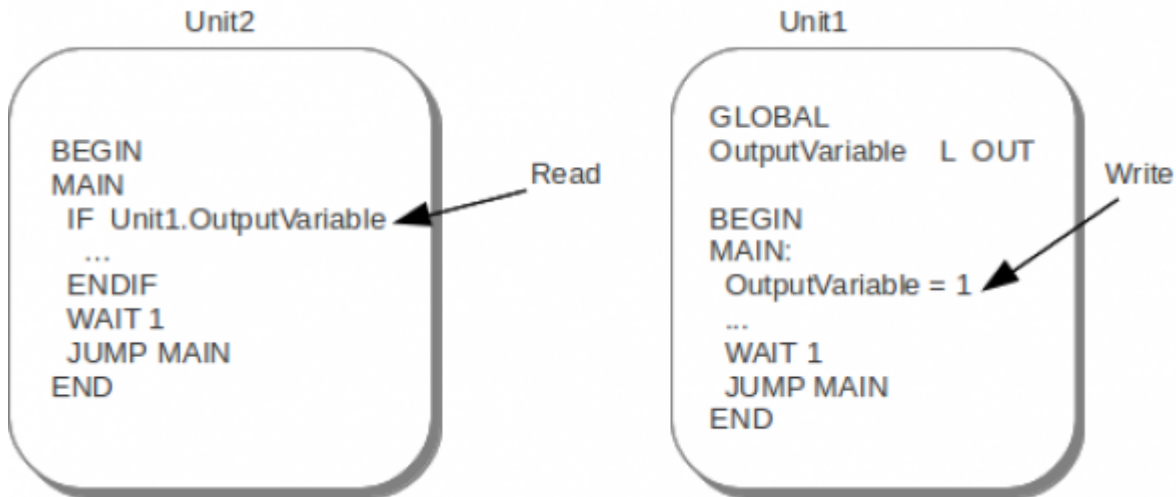 Unit2
BEGIN
MAIN
IF Unit1.OutputVariable
...
ENDIF
WAIT 1
JUMP MAIN
END
Read
Unit1
GLOBAL
OutputVariable L OUT
BEGIN
MAIN:
OutputVariable = 1
...
WAIT 1
JUMP MAIN
END
Write